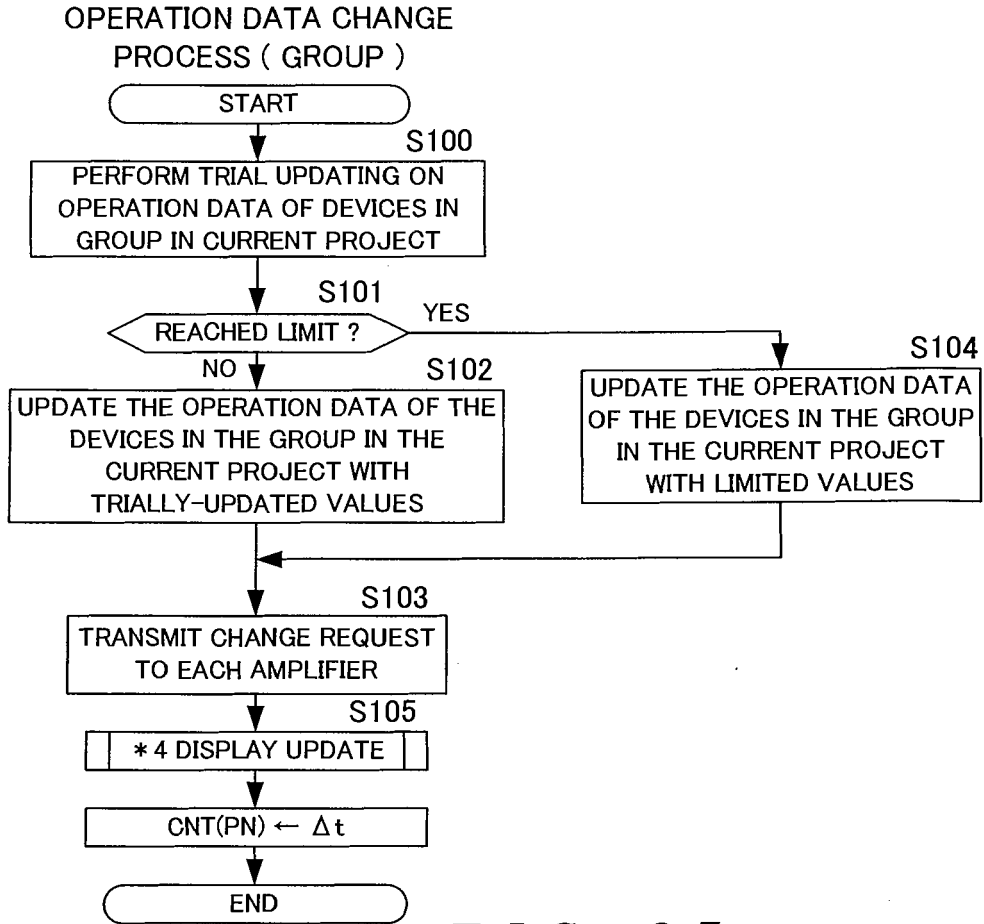 OPERATION DATA CHANGE
PROCESS ( GROUP )
START
S100
PERFORM TRIAL UPDATING ON
OPERATION DATA OF DEVICES IN
GROUP IN CURRENT PROJECT
S101
REACHED LIMIT ?
YES
NO
S102
UPDATE THE OPERATION DATA OF THE
DEVICES IN THE GROUP IN THE
CURRENT PROJECT WITH
TRIALLY-UPDATED VALUES
S104
UPDATE THE OPERATION DATA
OF THE DEVICES IN THE GROUP
IN THE CURRENT PROJECT
WITH LIMITED VALUES
S103
TRANSMIT CHANGE REQUEST
TO EACH AMPLIFIER
S105
*4 DISPLAY UPDATE
CNT(PN) ← Δt
END